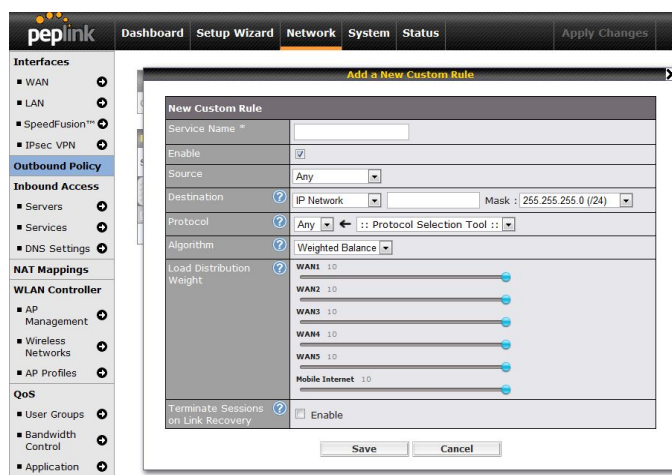 peplink
Dashboard Setup Wizard Network System Status Apply Changes
Interfaces
WAN
LAN
SpeedFusion™
IPsec VPN
Outbound Policy
Inbound Access
Servers
Services
DNS Settings
NAT Mappings
WLAN Controller
AP Management
Wireless Networks
AP Profiles
QoS
User Groups
Bandwidth Control
Application
Add a New Custom Rule
X
New Custom Rule
Service Name *
Enable
Source
Any
Destination ?
IP Network
Mask : 255.255.255.0 (/24)
Protocol ?
Any ← :: Protocol Selection Tool ::
Algorithm ?
Weighted Balance
Load Distribution Weight ?
WAN1 10
WAN2 10
WAN3 10
WAN4 10
WAN5 10
Mobile Internet 10
Terminate Sessions on Link Recovery ?
Enable
Save Cancel